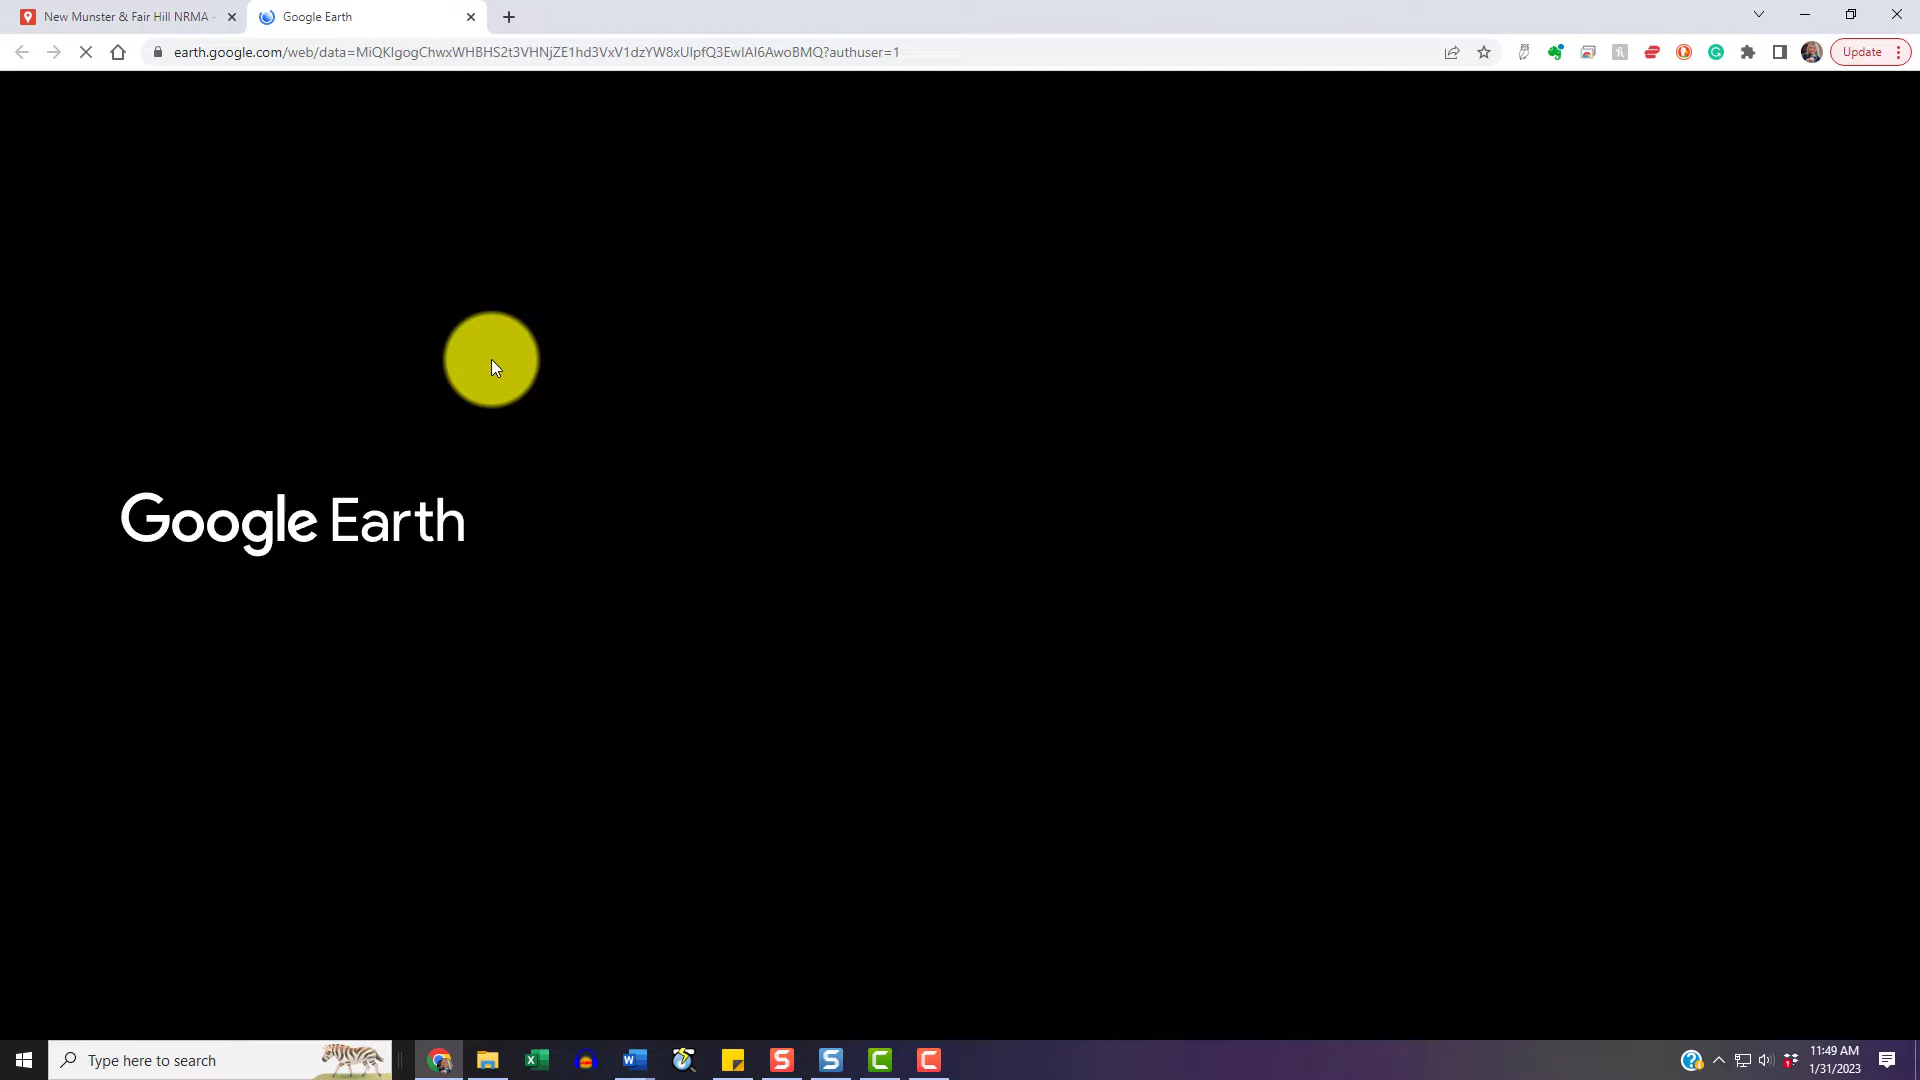 New Munster & Fair Hill NRMA -
Google Earth
earth.google.com/web/data=MiQKIgogChwxWHBHS2t3VHNjZE1hd3VxV1dzYW8xUlpfQ3EwIAI6AwoBMQ?authuser=1
Update
Google Earth
Type here to search
11:49 AM
1/31/2023